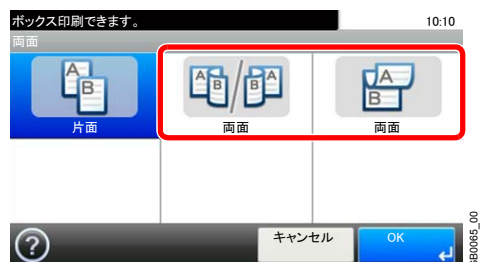 ボックス印刷できます。 10:10
両面
A B A B B A A B
片面 両面 両面
? キャンセル OK
GB0065_00